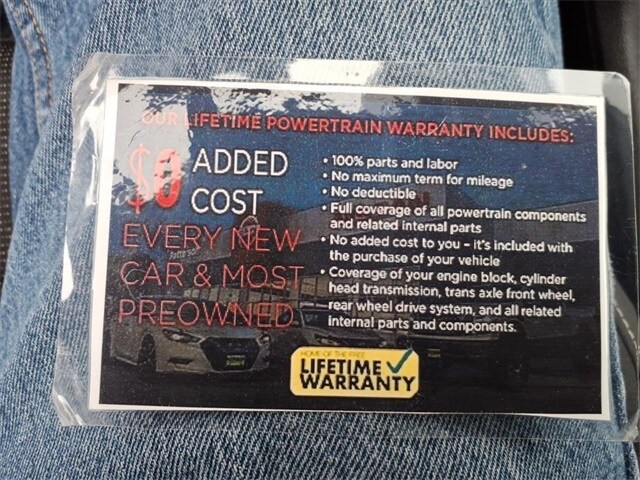 OUR LIFETIME POWERTRAIN WARRANTY INCLUDES:
$0 ADDED
COST
EVERY NEW
CAR & MOST
PREOWNED
• 100% parts and labor
• No maximum term for mileage
• No deductible
• Full coverage of all powertrain components
and related internal parts
• No added cost to you – it's included with
the purchase of your vehicle
• Coverage of your engine block, cylinder
head transmission, trans axle front wheel,
rear wheel drive system, and all related
internal parts and components.
HOME OF THE FREE
LIFETIME
WARRANTY